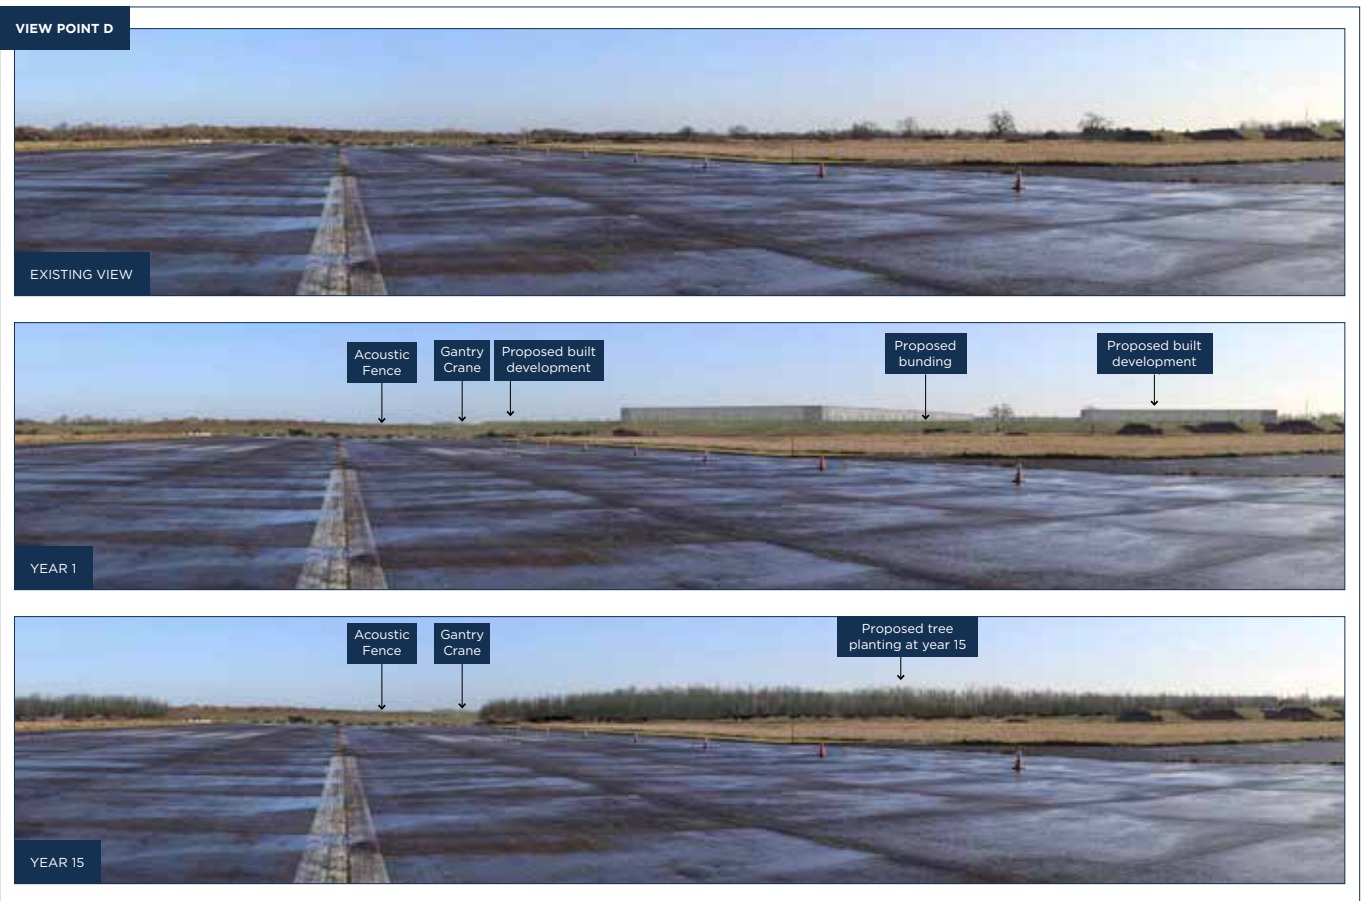 VIEW POINT D
EXISTING VIEW
Acoustic
Fence
Gantry
Crane
Proposed built
development
Proposed
bunding
Proposed built
development
YEAR 1
Acoustic
Fence
Gantry
Crane
Proposed tree
planting at year 15
YEAR 15